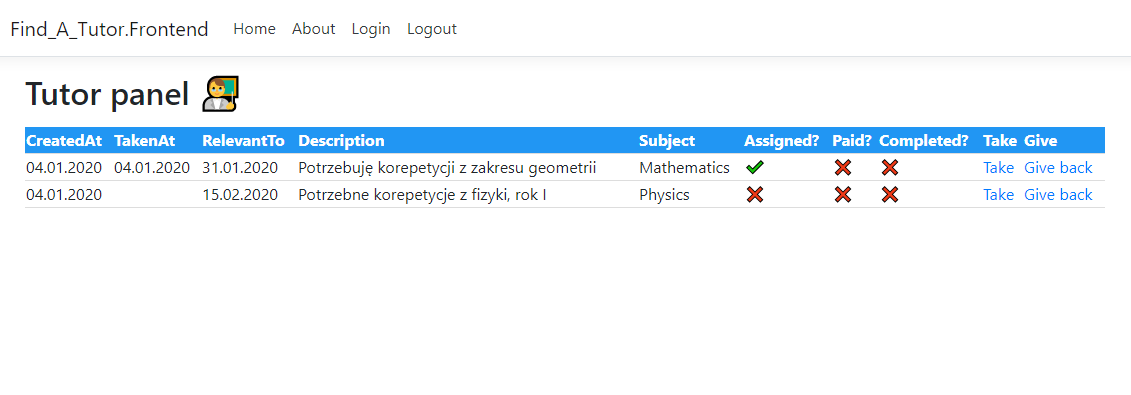 Find_A_Tutor.Frontend Home About Login Logout
Tutor panel
CreatedAt TakenAt RelevantTo Description Subject Assigned? Paid? Completed? Take Give
04.01.2020 04.01.2020 31.01.2020 Potrzebuję korepetycji z zakresu geometrii Mathematics Take Give back
04.01.2020 15.02.2020 Potrzebne korepetycje z fizyki, rok I Physics Take Give back